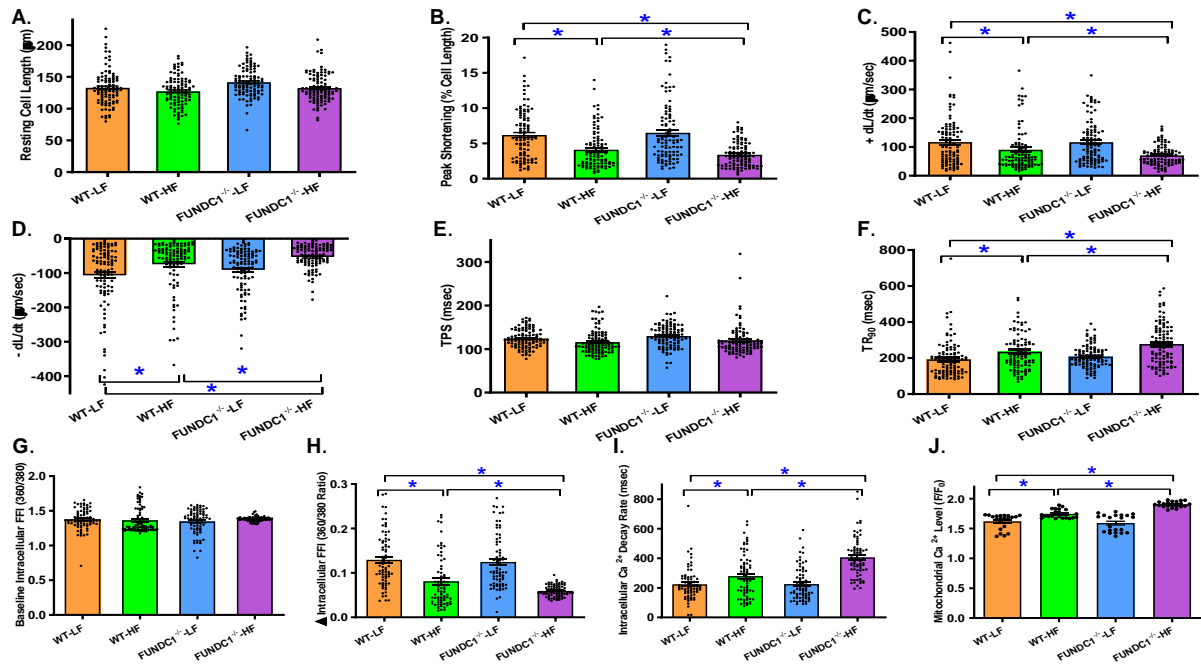 A.
Resting Cell Length (µm)
250
200
150
100
50
0
WT-LF
WT-HF
FUNDC1-/--LF
FUNDC1-/--HF
B.
Peak Shortening (% Cell Length)
20
15
10
5
0
*
*
*
WT-LF
WT-HF
FUNDC1-/--LF
FUNDC1-/--HF
C.
+ dL/dt (µm/sec)
500
400
300
200
100
0
*
*
*
WT-LF
WT-HF
FUNDC1-/--LF
FUNDC1-/--HF
D.
- dL/dt (µm/sec)
0
-100
-200
-300
-400
*
*
*
WT-LF
WT-HF
FUNDC1-/--LF
FUNDC1-/--HF
E.
TPS (msec)
300
200
100
0
WT-LF
WT-HF
FUNDC1-/--LF
FUNDC1-/--HF
F.
TR90 (msec)
800
600
400
200
0
*
*
*
WT-LF
WT-HF
FUNDC1-/--LF
FUNDC1-/--HF
G.
Baseline Intracellular FFI (360/380)
2.0
1.5
1.0
0.5
0.0
WT-LF
WT-HF
FUNDC1-/--LF
FUNDC1-/--HF
H.
Intracellular FFI (360/380 Ratio)
0.3
0.2
0.1
0.0
*
*
*
WT-LF
WT-HF
FUNDC1-/--LF
FUNDC1-/--HF
I.
Intracellular Ca2+ Decay Rate (msec)
800
600
400
200
0
*
*
*
WT-LF
WT-HF
FUNDC1-/--LF
FUNDC1-/--HF
J.
Mitochondrial Ca 2+ Level (F/F0)
2.0
1.5
1.0
0.5
0.0
*
*
*
WT-LF
WT-HF
FUNDC1-/--LF
FUNDC1-/--HF